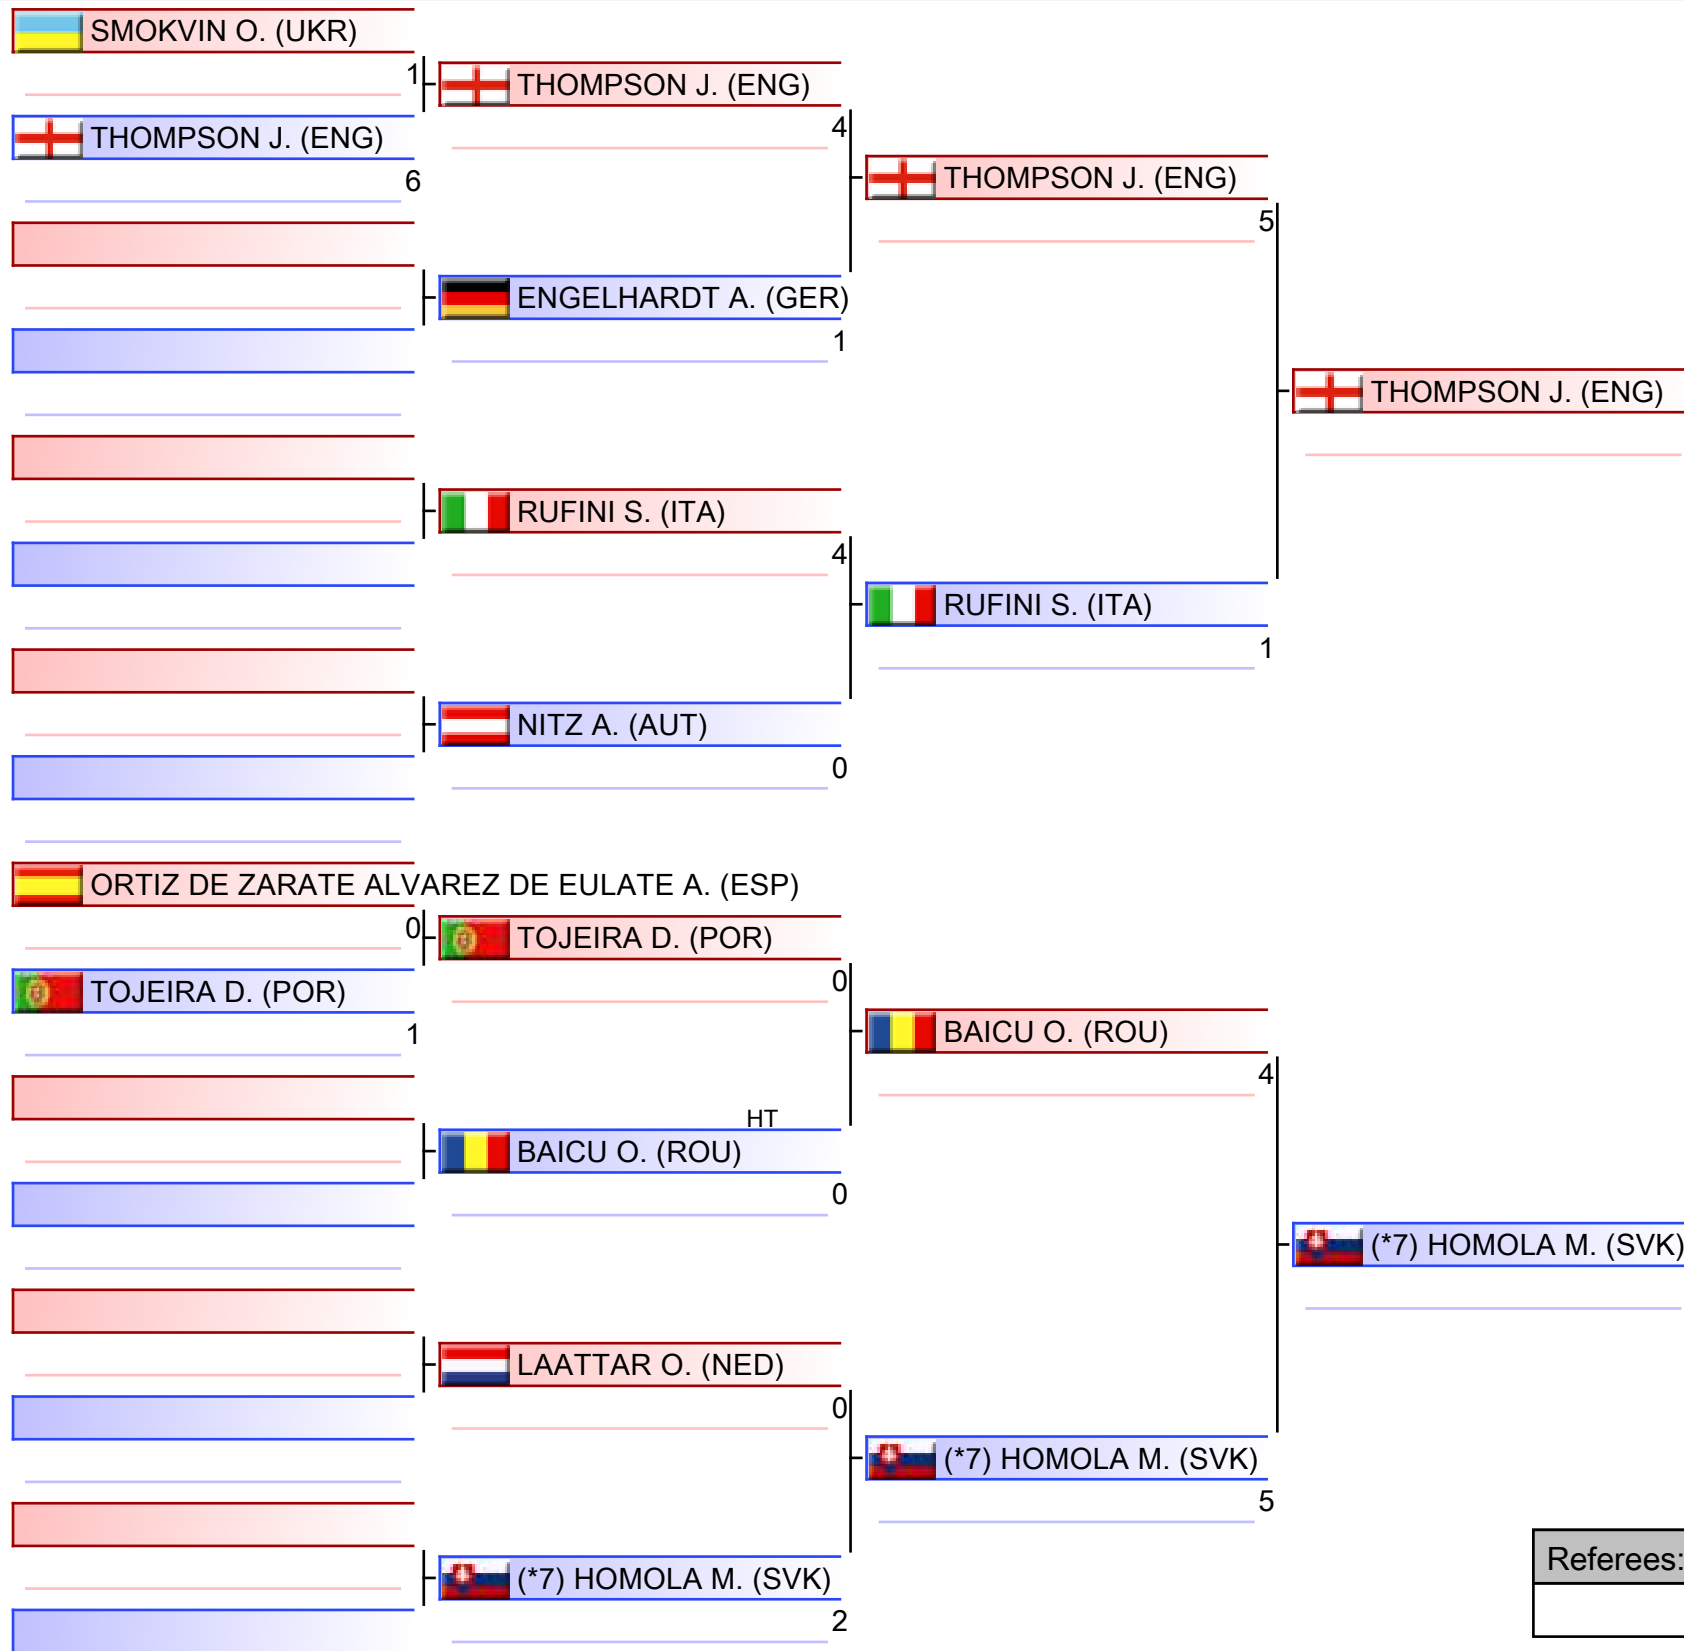 SMOKVIN O. (UKR)
1
THOMPSON J. (ENG)
6
THOMPSON J. (ENG)
4
ENGELHARDT A. (GER)
1
THOMPSON J. (ENG)
5
RUFINI S. (ITA)
4
NITZ A. (AUT)
0
RUFINI S. (ITA)
1
THOMPSON J. (ENG)
ORTIZ DE ZARATE ALVAREZ DE EULATE A. (ESP)
0
TOJEIRA D. (POR)
1
TOJEIRA D. (POR)
0
HT
BAICU O. (ROU)
0
BAICU O. (ROU)
4
LAATTAR O. (NED)
0
(*7) HOMOLA M. (SVK)
2
(*7) HOMOLA M. (SVK)
5
(*7) HOMOLA M. (SVK)
Referees: